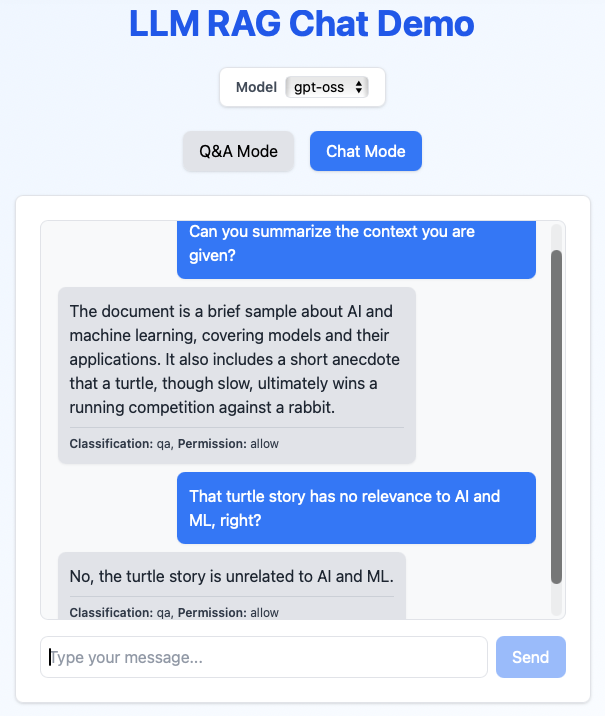 LLM RAG Chat Demo
Model gpt-oss
Q&A Mode Chat Mode
Can you summarize the context you are
given?
The document is a brief sample about AI and
machine learning, covering models and their
applications. It also includes a short anecdote
that a turtle, though slow, ultimately wins a
running competition against a rabbit.
Classification: qa, Permission: allow
That turtle story has no relevance to AI and
ML, right?
No, the turtle story is unrelated to AI and ML.
Classification: qa, Permission: allow
Type your message... Send